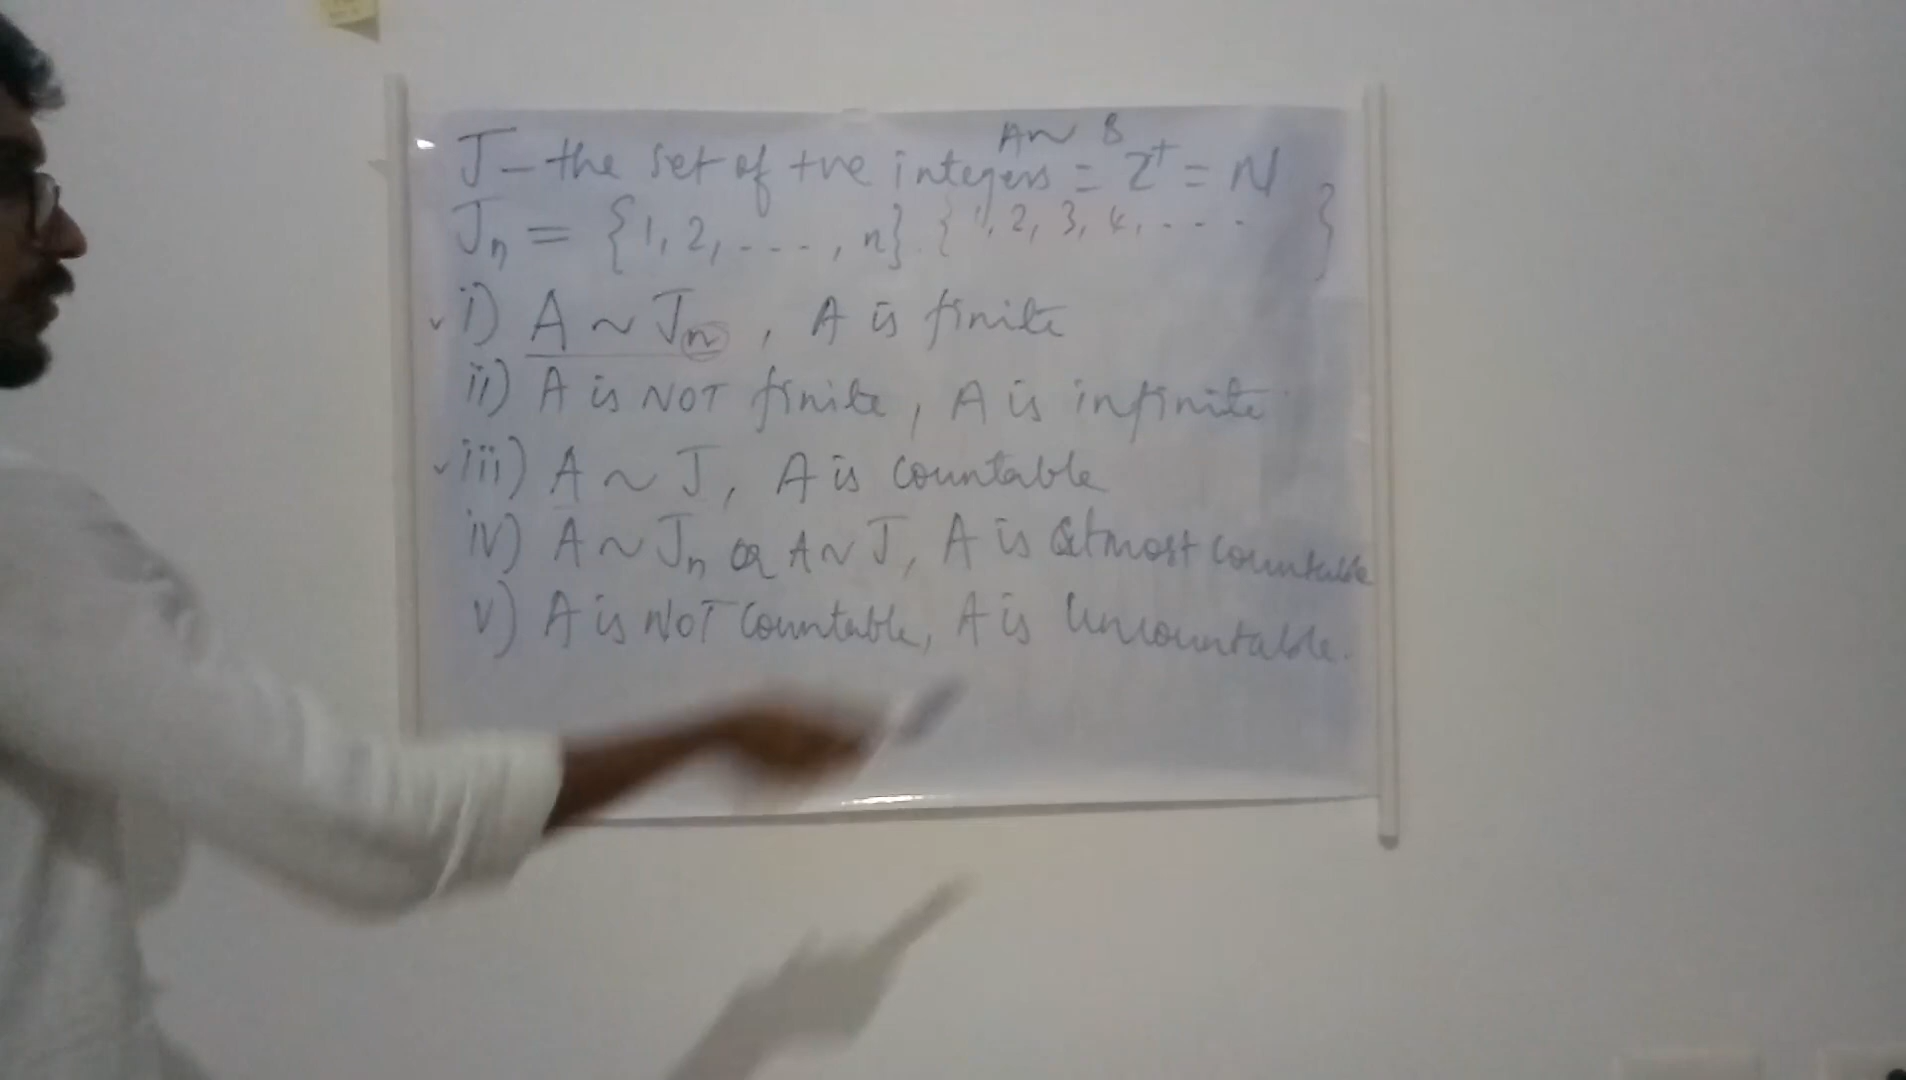 A ~ B
J - the set of +ve integers = Z⁺ = N
Jₙ = {1, 2, - - - -, n}. {1, 2, 3, 4, - - - }
i) A ~ Jₙ, A is finite
ii) A is NOT finite, A is infinite
iii) A ~ J, A is countable
iv) A ~ Jₙ or A ~ J, A is atmost countable
v) A is NOT countable, A is uncountable.